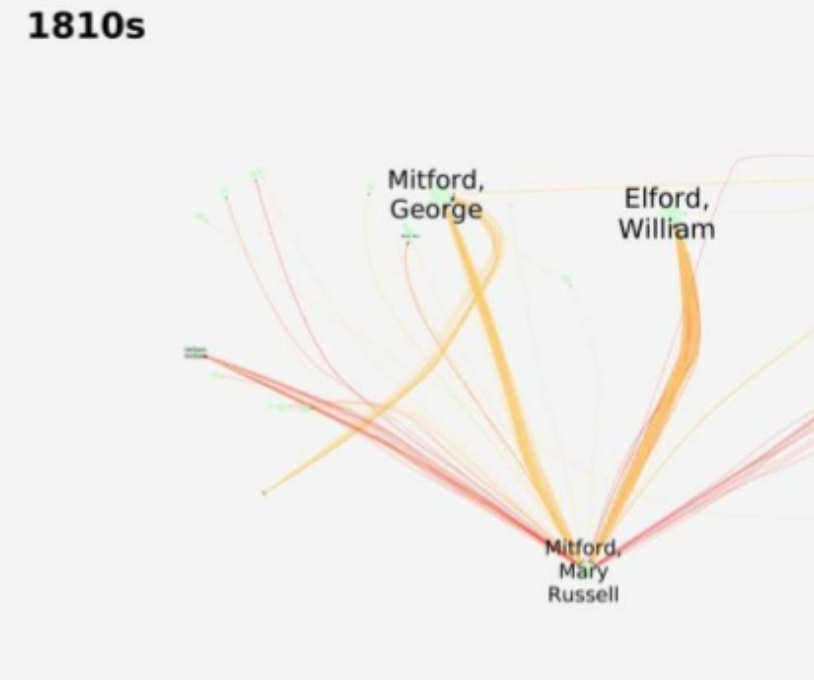 1810s
Mitford,
George
Elford,
William
Mitford,
Mary
Russell